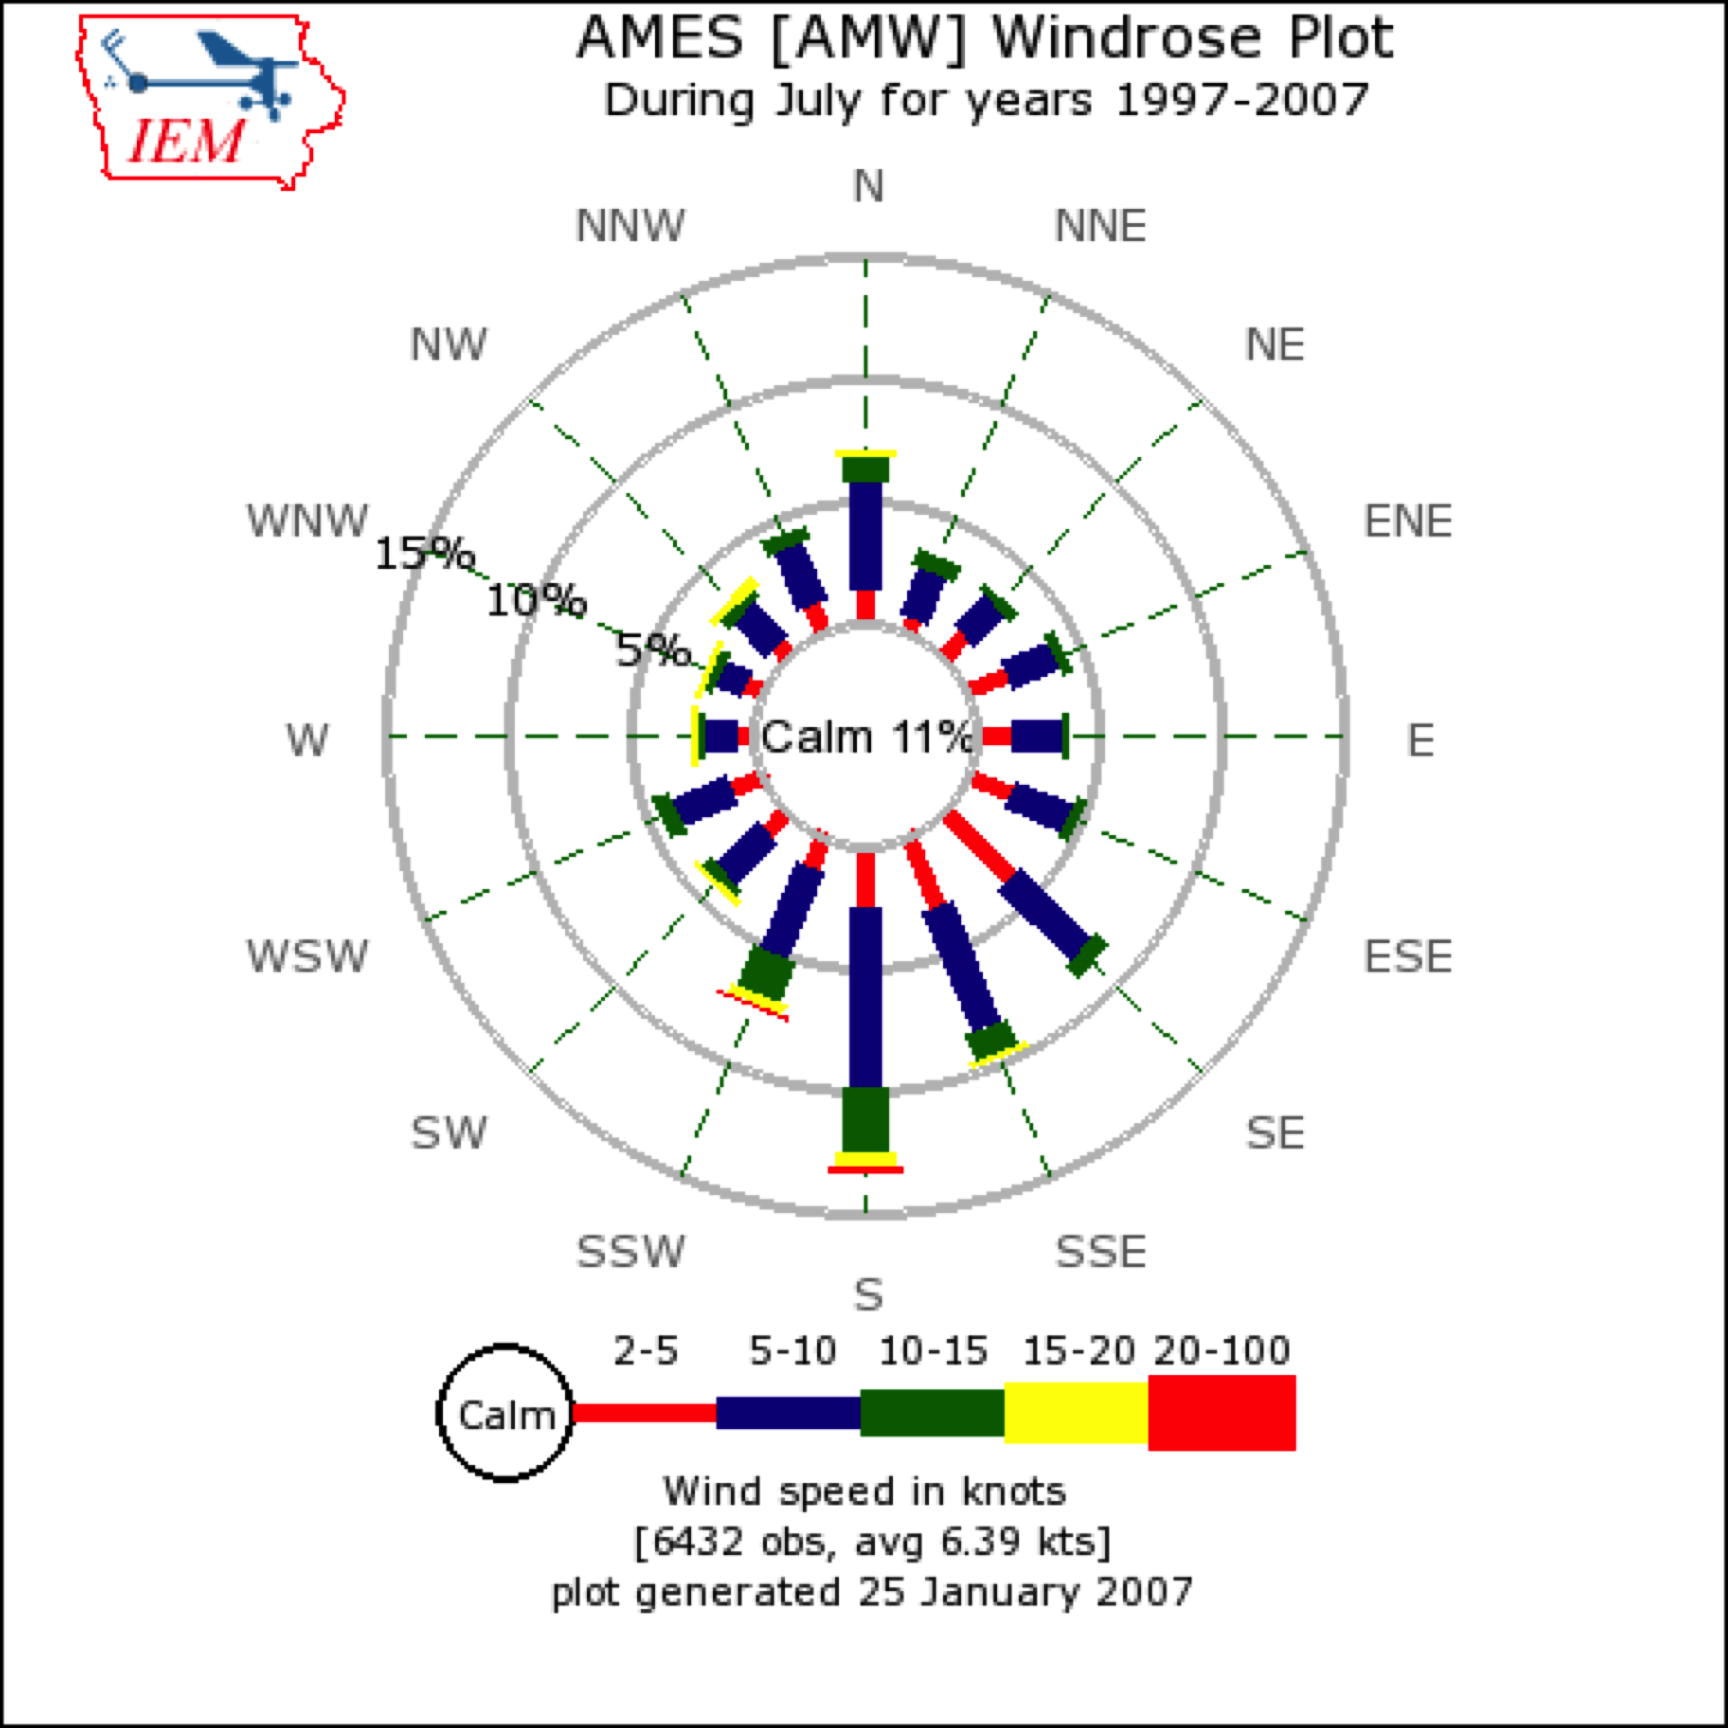 IEM
AMES [AMW] Windrose Plot
During July for years 1997-2007
N
NNW
NNE
NW
NE
WNW
ENE
15%
10%
5%
W
Calm 11%
E
WSW
ESE
SW
SE
SSW
SSE
S
2-5 5-10 10-15 15-20 20-100
Calm
Wind speed in knots
[6432 obs, avg 6.39 kts]
plot generated 25 January 2007